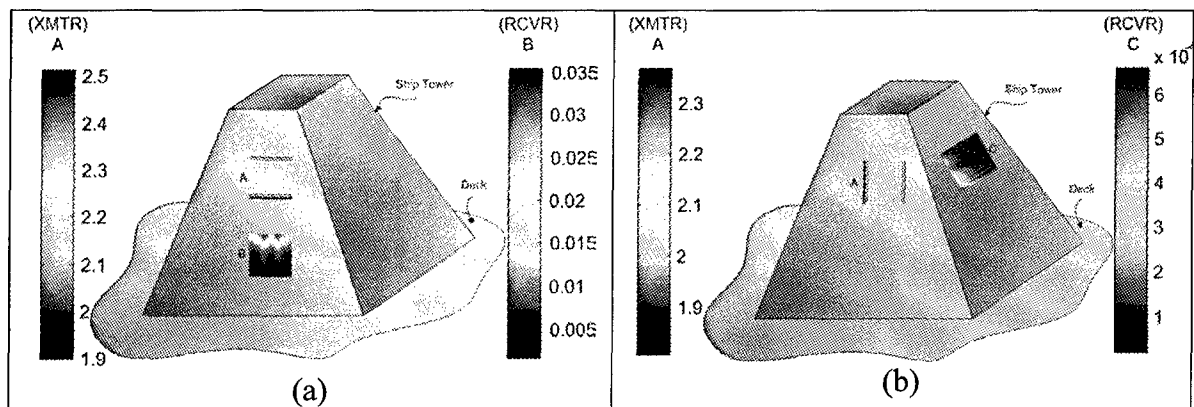 (XMTR)
A
2.5
2.4
2.3
2.2
2.1
2
1.9
Ship Tower
Deck
A
B
(RCVR)
B
0.035
0.03
0.025
0.02
0.015
0.01
0.005
(a)
(XMTR)
A
2.3
2.2
2.1
2
1.9
Ship Tower
Deck
A
C
(RCVR)
C
x 10
6
5
4
3
2
1
(b)